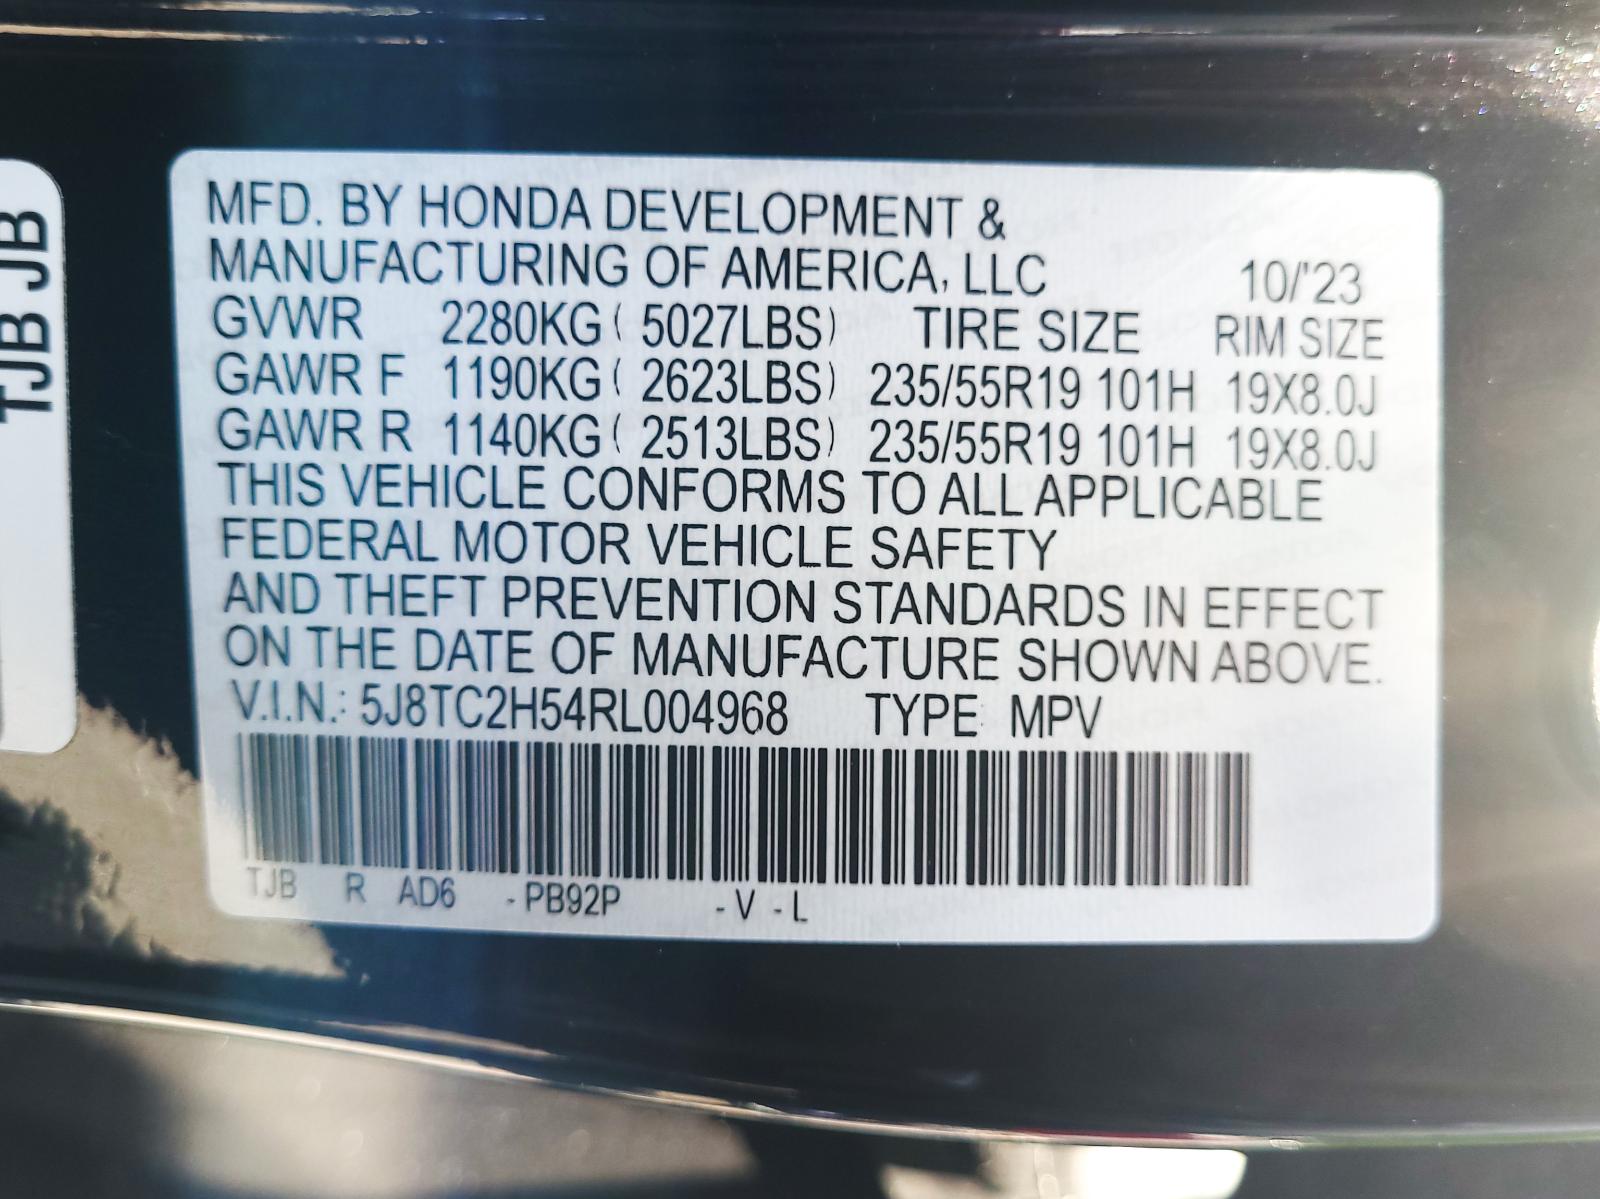 TJB JB
MFD. BY HONDA DEVELOPMENT &
MANUFACTURING OF AMERICA, LLC 10/'23
GVWR 2280KG ( 5027LBS) TIRE SIZE RIM SIZE
GAWR F 1190KG ( 2623LBS) 235/55R19 101H 19X8.0J
GAWR R 1140KG ( 2513LBS) 235/55R19 101H 19X8.0J
THIS VEHICLE CONFORMS TO ALL APPLICABLE
FEDERAL MOTOR VEHICLE SAFETY
AND THEFT PREVENTION STANDARDS IN EFFECT
ON THE DATE OF MANUFACTURE SHOWN ABOVE.
V.I.N.: 5J8TC2H54RL004968 TYPE: MPV
TJB R AD6 - PB92P - V - L